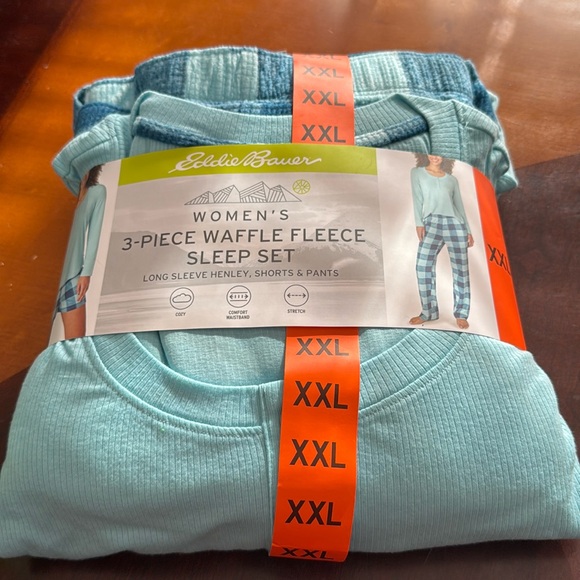 XXL
XXL
XXL
Eddie Bauer
WOMEN'S
3-PIECE WAFFLE FLEECE
SLEEP SET
LONG SLEEVE HENLEY, SHORTS & PANTS
COZY
COMFORT
WAISTBAND
STRETCH
XXL
XXL
XXL
XXL
XXL
XXL